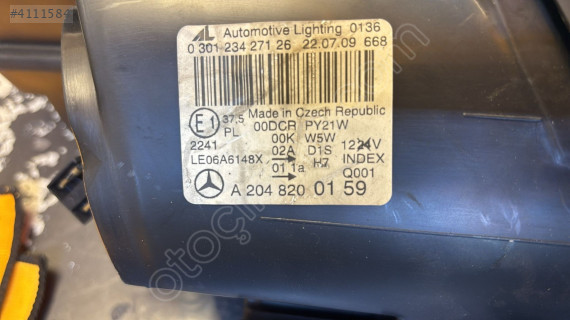 #4111584
AL Automotive Lighting 0136
0 301 234 271 26 22.07.09 668
E1 37,5 Made in Czech Republic
PL 00DCR PY21W
2241 00K W5W
02A D1S 12V
LE06A6148X 01 1a H7 INDEX
Q001
A 204 820 01 59